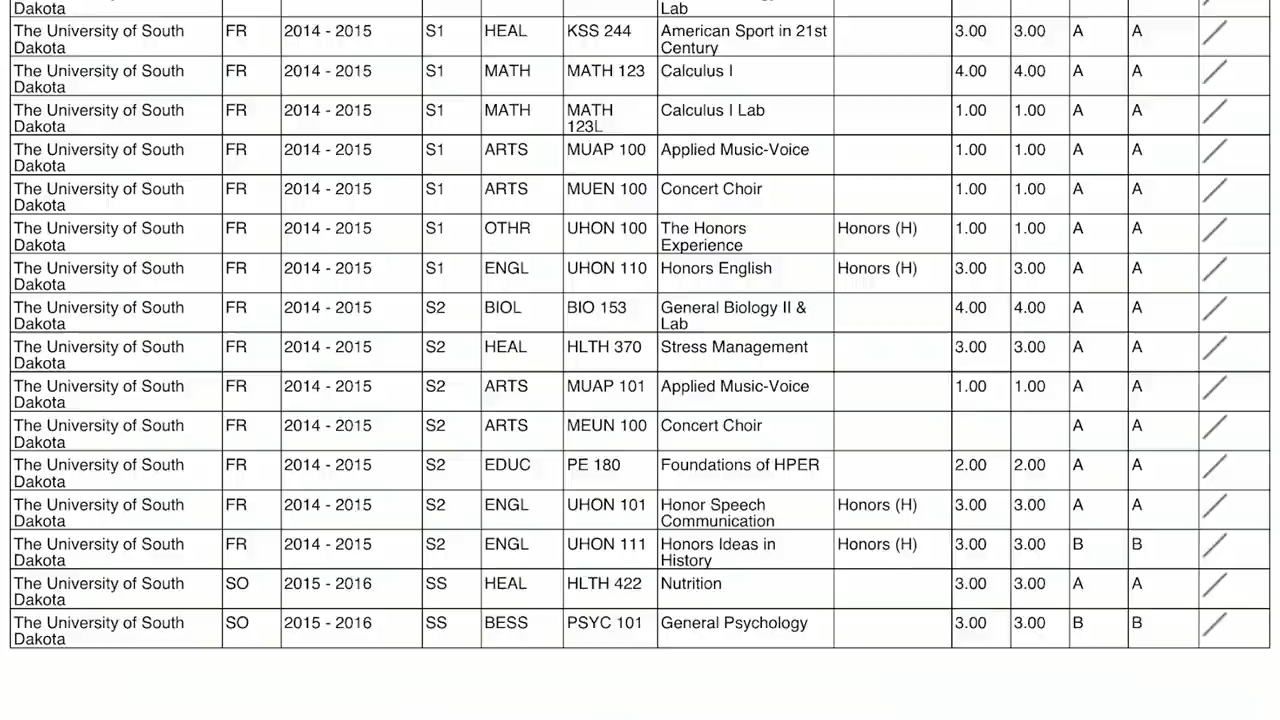 Dakota Lab
The University of South FR 2014 - 2015 S1 HEAL KSS 244 American Sport in 21st 3.00 3.00 A A
Dakota Century
The University of South FR 2014 - 2015 S1 MATH MATH 123 Calculus I 4.00 4.00 A A
Dakota
The University of South FR 2014 - 2015 S1 MATH MATH Calculus I Lab 1.00 1.00 A A
Dakota 123L
The University of South FR 2014 - 2015 S1 ARTS MUAP 100 Applied Music-Voice 1.00 1.00 A A
Dakota
The University of South FR 2014 - 2015 S1 ARTS MUEN 100 Concert Choir 1.00 1.00 A A
Dakota
The University of South FR 2014 - 2015 S1 OTHR UHON 100 The Honors Honors (H) 1.00 1.00 A A
Dakota Experience
The University of South FR 2014 - 2015 S1 ENGL UHON 110 Honors English Honors (H) 3.00 3.00 A A
Dakota
The University of South FR 2014 - 2015 S2 BIOL BIO 153 General Biology II & 4.00 4.00 A A
Dakota Lab
The University of South FR 2014 - 2015 S2 HEAL HLTH 370 Stress Management 3.00 3.00 A A
Dakota
The University of South FR 2014 - 2015 S2 ARTS MUAP 101 Applied Music-Voice 1.00 1.00 A A
Dakota
The University of South FR 2014 - 2015 S2 ARTS MEUN 100 Concert Choir A A
Dakota
The University of South FR 2014 - 2015 S2 EDUC PE 180 Foundations of HPER 2.00 2.00 A A
Dakota
The University of South FR 2014 - 2015 S2 ENGL UHON 101 Honor Speech Honors (H) 3.00 3.00 A A
Dakota Communication
The University of South FR 2014 - 2015 S2 ENGL UHON 111 Honors Ideas in Honors (H) 3.00 3.00 B B
Dakota History
The University of South SO 2015 - 2016 SS HEAL HLTH 422 Nutrition 3.00 3.00 A A
Dakota
The University of South SO 2015 - 2016 SS BESS PSYC 101 General Psychology 3.00 3.00 B B
Dakota